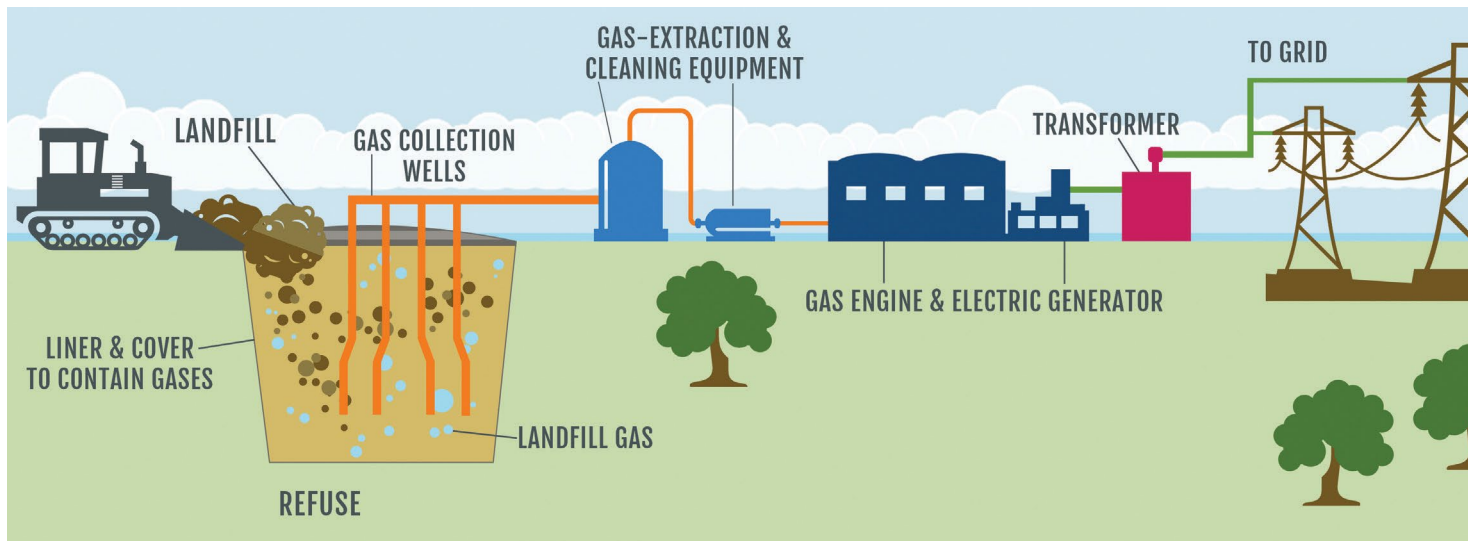 GAS-EXTRACTION &
CLEANING EQUIPMENT
TO GRID
LANDFILL
GAS COLLECTION
WELLS
TRANSFORMER
GAS ENGINE & ELECTRIC GENERATOR
LINER & COVER
TO CONTAIN GASES
LANDFILL GAS
REFUSE